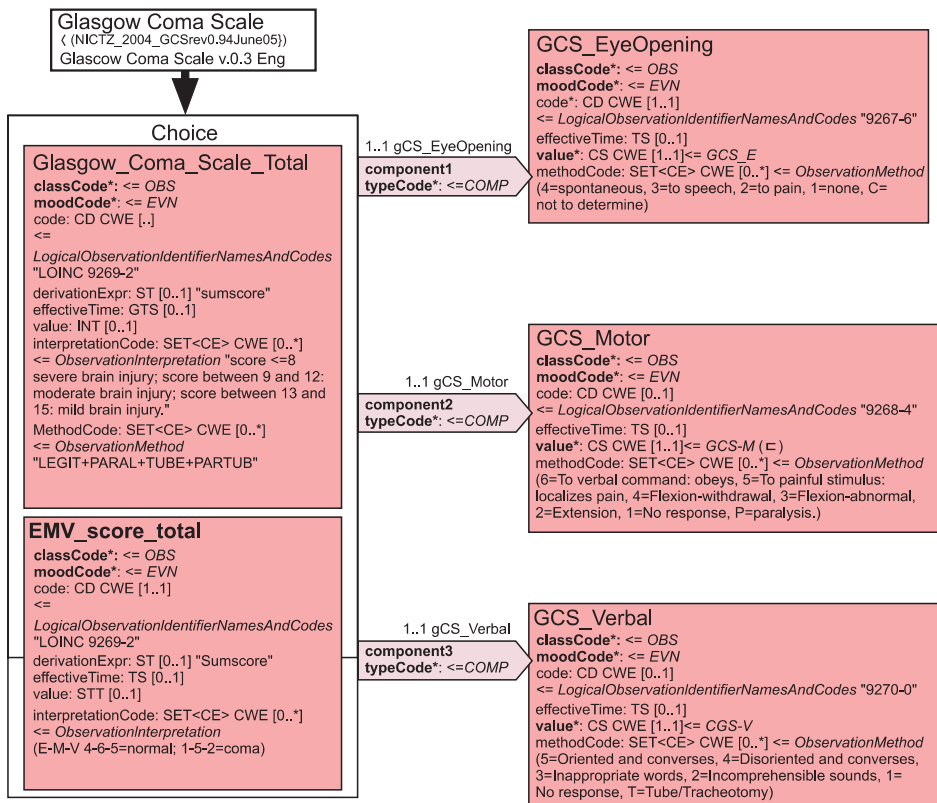 Glasgow Coma Scale
⟨ (NICTZ_2004_GCSrev0.94June05})
Glascow Coma Scale v.0.3 Eng
Choice
Glasgow_Coma_Scale_Total
classCode*: <= OBS
moodCode*: <= EVN
code: CD CWE [..]
<=
LogicalObservationIdentifierNamesAndCodes
"LOINC 9269-2"
derivationExpr: ST [0..1] "sumscore"
effectiveTime: GTS [0..1]
value: INT [0..1]
interpretationCode: SET<CE> CWE [0..*]
<= ObservationInterpretation "score <=8
severe brain injury; score between 9 and 12:
moderate brain injury; score between 13 and
15: mild brain injury."
MethodCode: SET<CE> CWE [0..*]
<= ObservationMethod
"LEGIT+PARAL+TUBE+PARTUB"
EMV_score_total
classCode*: <= OBS
moodCode*: <= EVN
code: CD CWE [1..1]
<=
LogicalObservationIdentifierNamesAndCodes
"LOINC 9269-2"
derivationExpr: ST [0..1] "Sumscore"
effectiveTime: TS [0..1]
value: STT [0..1]
interpretationCode: SET<CE> CWE [0..*]
<= ObservationInterpretation
(E-M-V 4-6-5=normal; 1-5-2=coma)
1..1 gCS_EyeOpening
component1
typeCode*: <=COMP
GCS_EyeOpening
classCode*: <= OBS
moodCode*: <= EVN
code*: CD CWE [1..1]
<= LogicalObservationIdentifierNamesAndCodes "9267-6"
effectiveTime: TS [0..1]
value*: CS CWE [1..1]<= GCS_E
methodCode: SET<CE> CWE [0..*] <= ObservationMethod
(4=spontaneous, 3=to speech, 2=to pain, 1=none, C=
not to determine)
1..1 gCS_Motor
component2
typeCode*: <=COMP
GCS_Motor
classCode*: <= OBS
moodCode*: <= EVN
code: CD CWE [0..1]
<= LogicalObservationIdentifierNamesAndCodes "9268-4"
effectiveTime: TS [0..1]
value*: CS CWE [1..1]<= GCS-M (⊏)
methodCode: SET<CE> CWE [0..*] <= ObservationMethod
(6=To verbal command: obeys, 5=To painful stimulus:
localizes pain, 4=Flexion-withdrawal, 3=Flexion-abnormal,
2=Extension, 1=No response, P=paralysis.)
1..1 gCS_Verbal
component3
typeCode*: <=COMP
GCS_Verbal
classCode*: <= OBS
moodCode*: <= EVN
code: CD CWE [0..1]
<= LogicalObservationIdentifierNamesAndCodes "9270-0"
effectiveTime: TS [0..1]
value*: CS CWE [1..1]<= CGS-V
methodCode: SET<CE> CWE [0..*] <= ObservationMethod
(5=Oriented and converses, 4=Disoriented and converses,
3=Inappropriate words, 2=Incomprehensible sounds, 1=
No response, T=Tube/Tracheotomy)